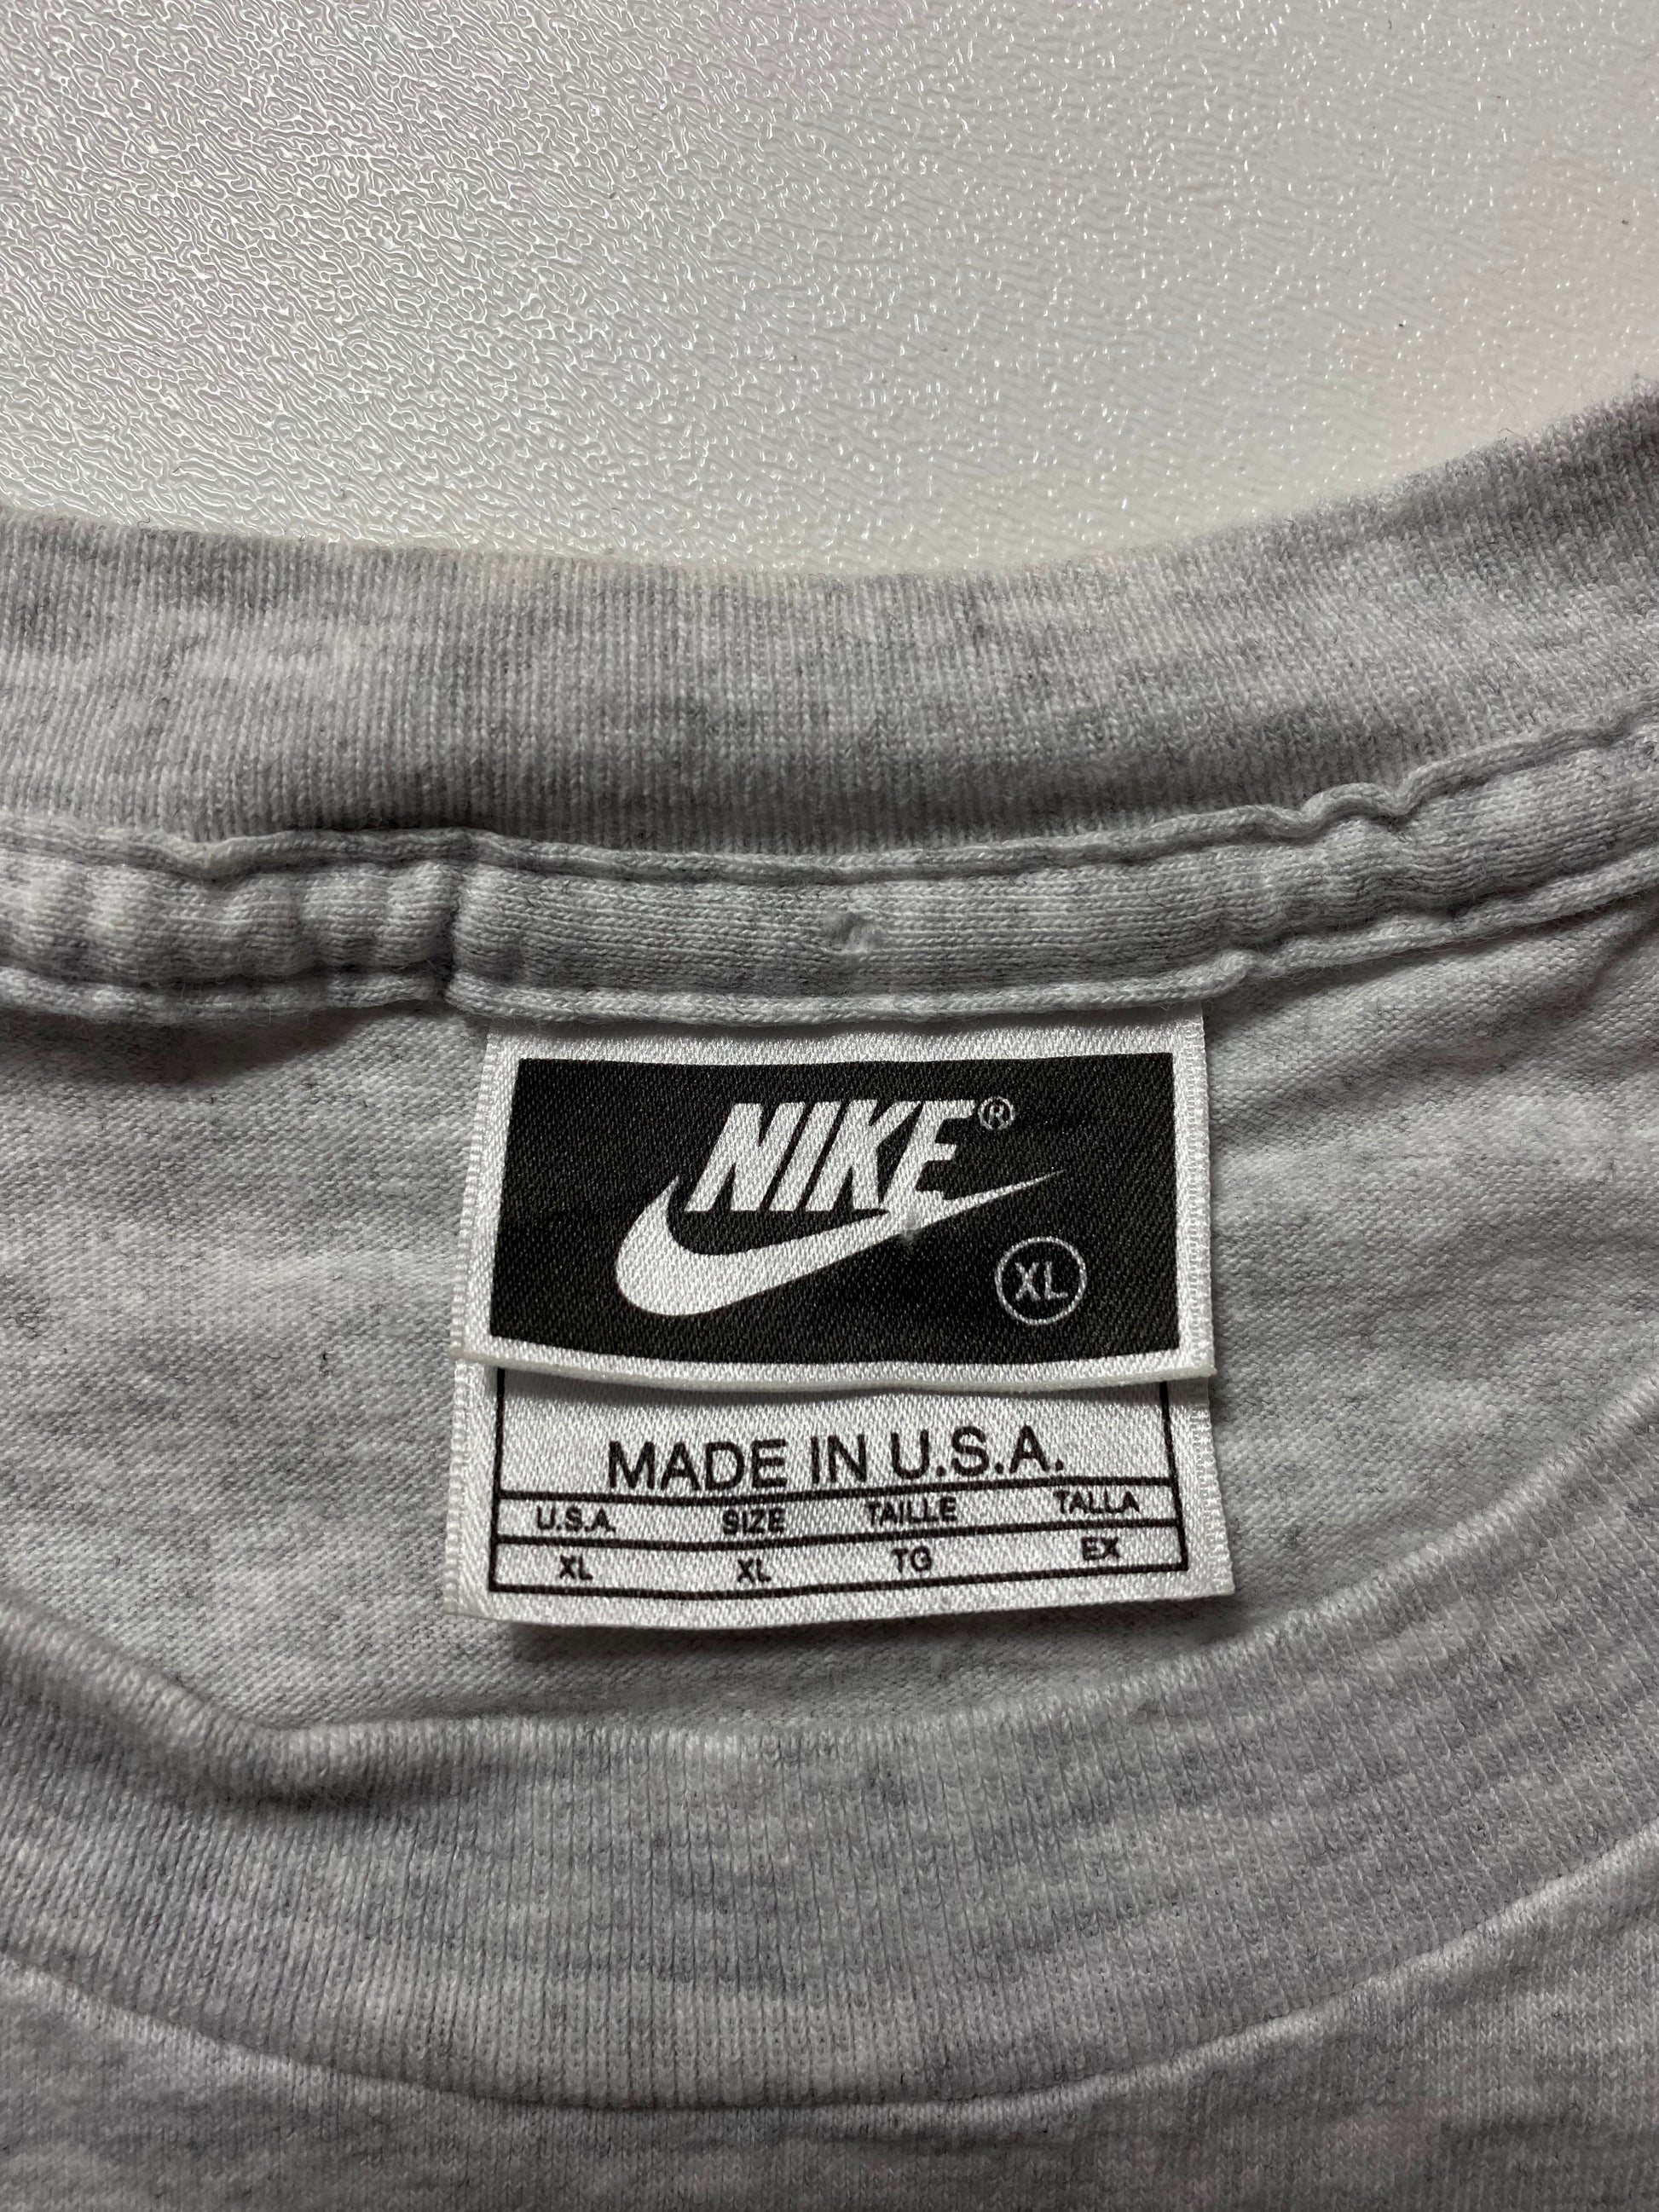 NIKE®
XL
MADE IN U.S.A.
U.S.A. SIZE TAILLE TALLA
XL XL TG EX